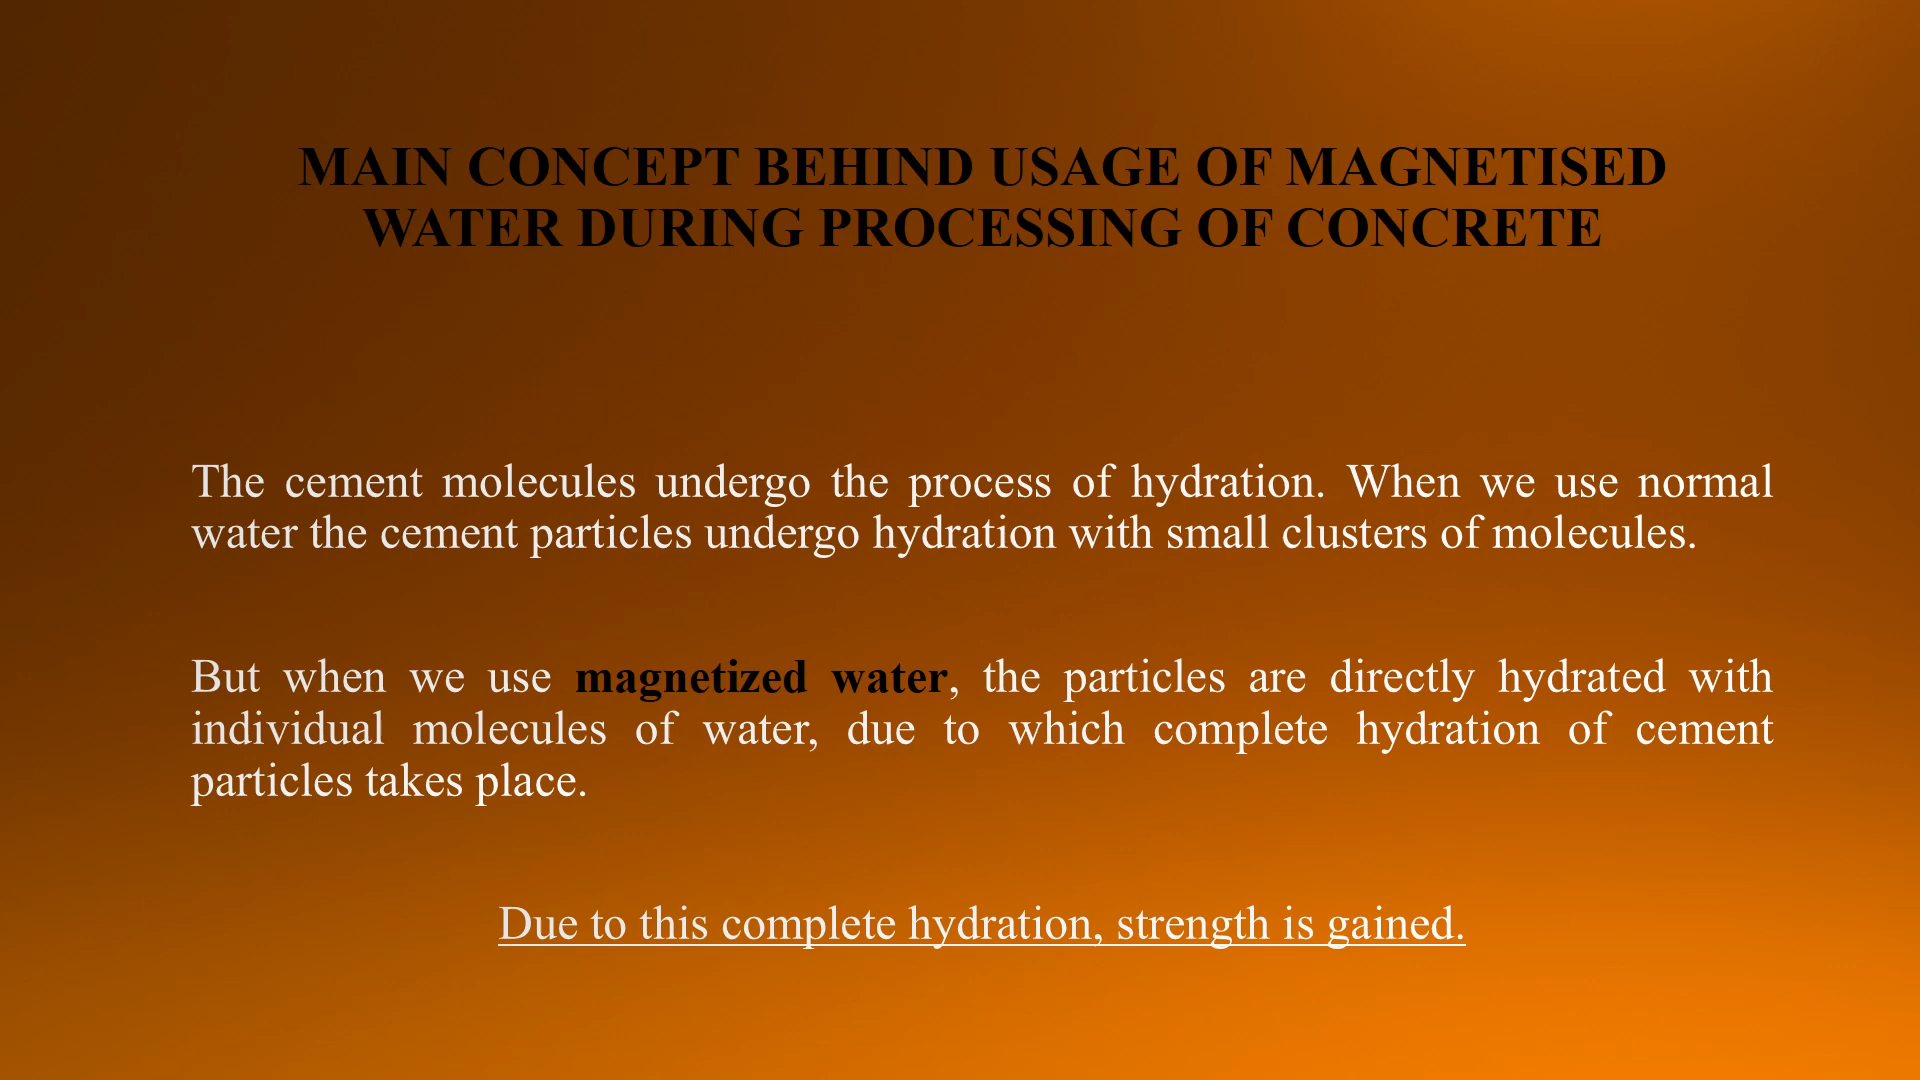 MAIN CONCEPT BEHIND USAGE OF MAGNETISED
WATER DURING PROCESSING OF CONCRETE
The cement molecules undergo the process of hydration. When we use normal
water the cement particles undergo hydration with small clusters of molecules.
But when we use magnetized water, the particles are directly hydrated with
individual molecules of water, due to which complete hydration of cement
particles takes place.
Due to this complete hydration, strength is gained.